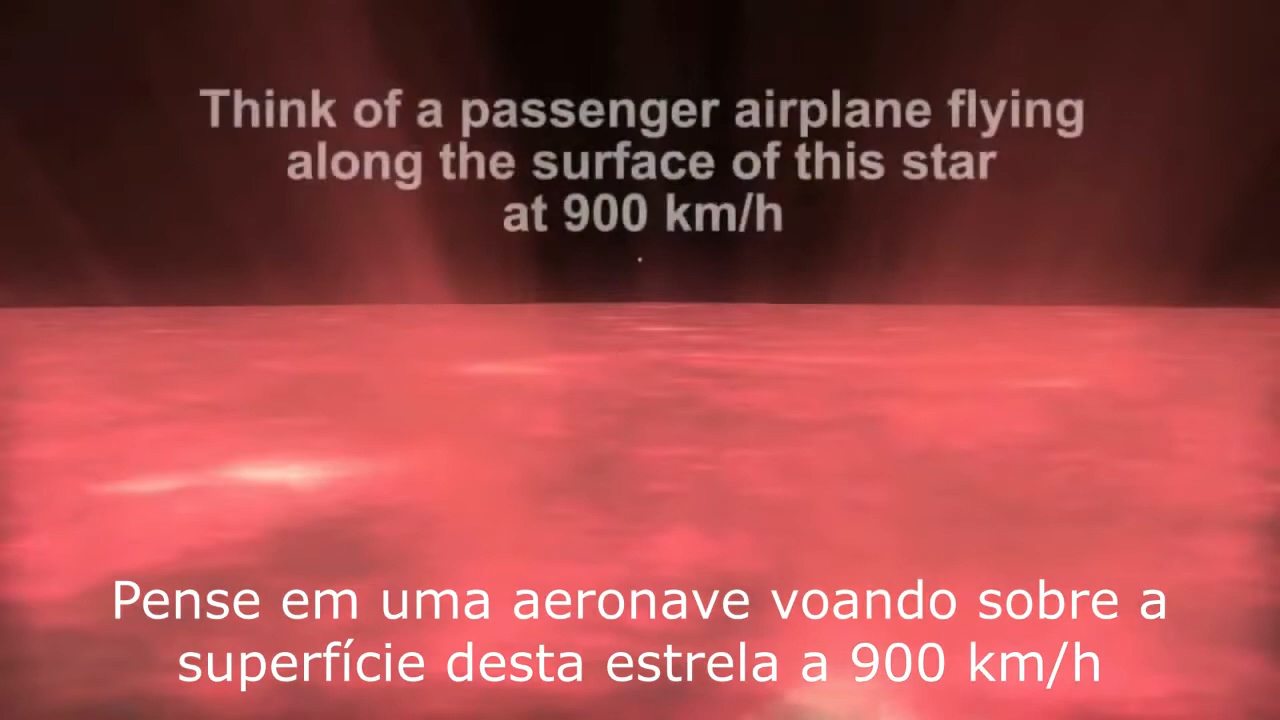 Think of a passenger airplane flying
along the surface of this star
at 900 km/h
Pense em uma aeronave voando sobre a
superfície desta estrela a 900 km/h